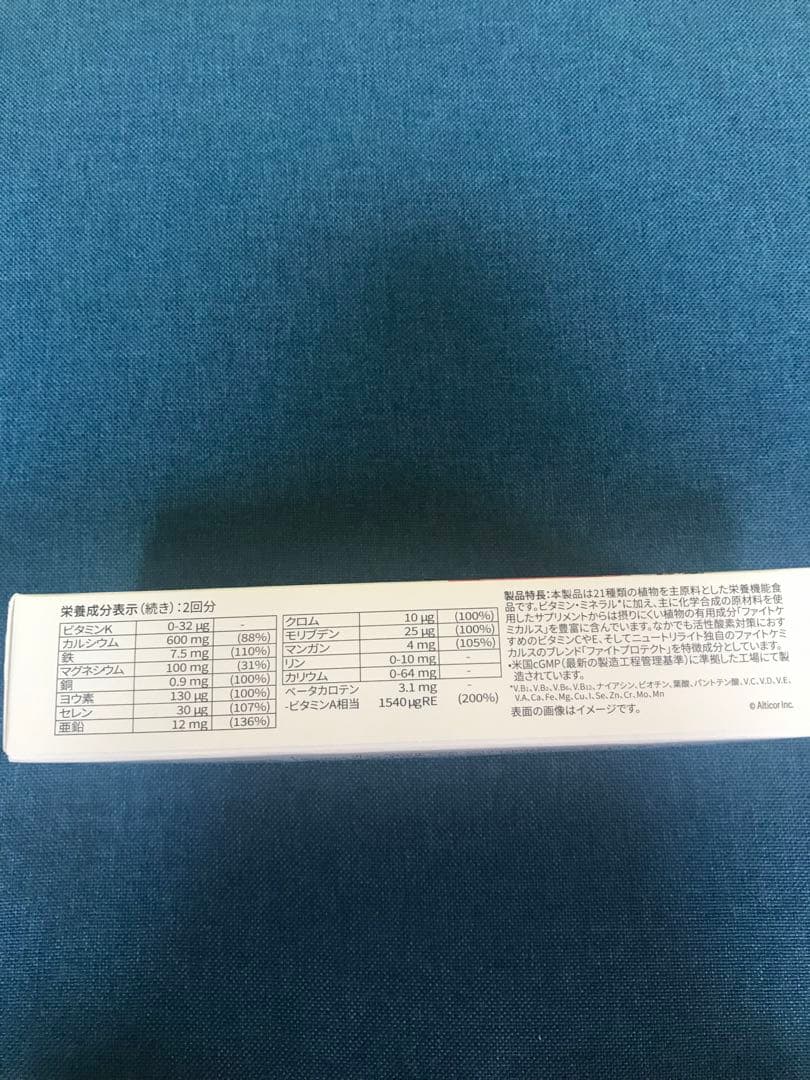 栄養成分表示(続き):2回分
ビタミンK 0-32 μg -
カルシウム 600 mg (88%)
鉄 7.5 mg (110%)
マグネシウム 100 mg (31%)
銅 0.9 mg (100%)
ヨウ素 130 μg (100%)
セレン 30 μg (107%)
亜鉛 12 mg (136%)
クロム 10 μg (100%)
モリブデン 25 μg (100%)
マンガン 4 mg (105%)
リン 0-10 mg -
カリウム 0-64 mg -
ベータカロテン 3.1 mg -
-ビタミンA相当 1540 μgRE (200%)
製品特長:本製品は21種類の植物を主原料とした栄養機能食
品です。ビタミン・ミネラル*に加え、主に化学合成の原材料を使
用したサプリメントからは摂りにくい植物の有用成分「ファイトケ
ミカルス」を豊富に含んでいます。なかでも活性酸素対策におす
すめのビタミンCやE、そしてニュートリライト独自のファイトケミ
カルスのブレンド「ファイトプロテクト」を特徴成分としています。
・米国cGMP(最新の製造工程管理基準)に準拠した工場にて製
造されています。
*V.B1、V.B2、V.B6、V.B12、ナイアシン、ビオチン、葉酸、パントテン酸、V.C、V.D、V.E、
V.A、Ca、Fe、Mg、Cu、I、Se、Zn、Cr、Mo、Mn
表面の画像はイメージです。
© Alticor Inc.